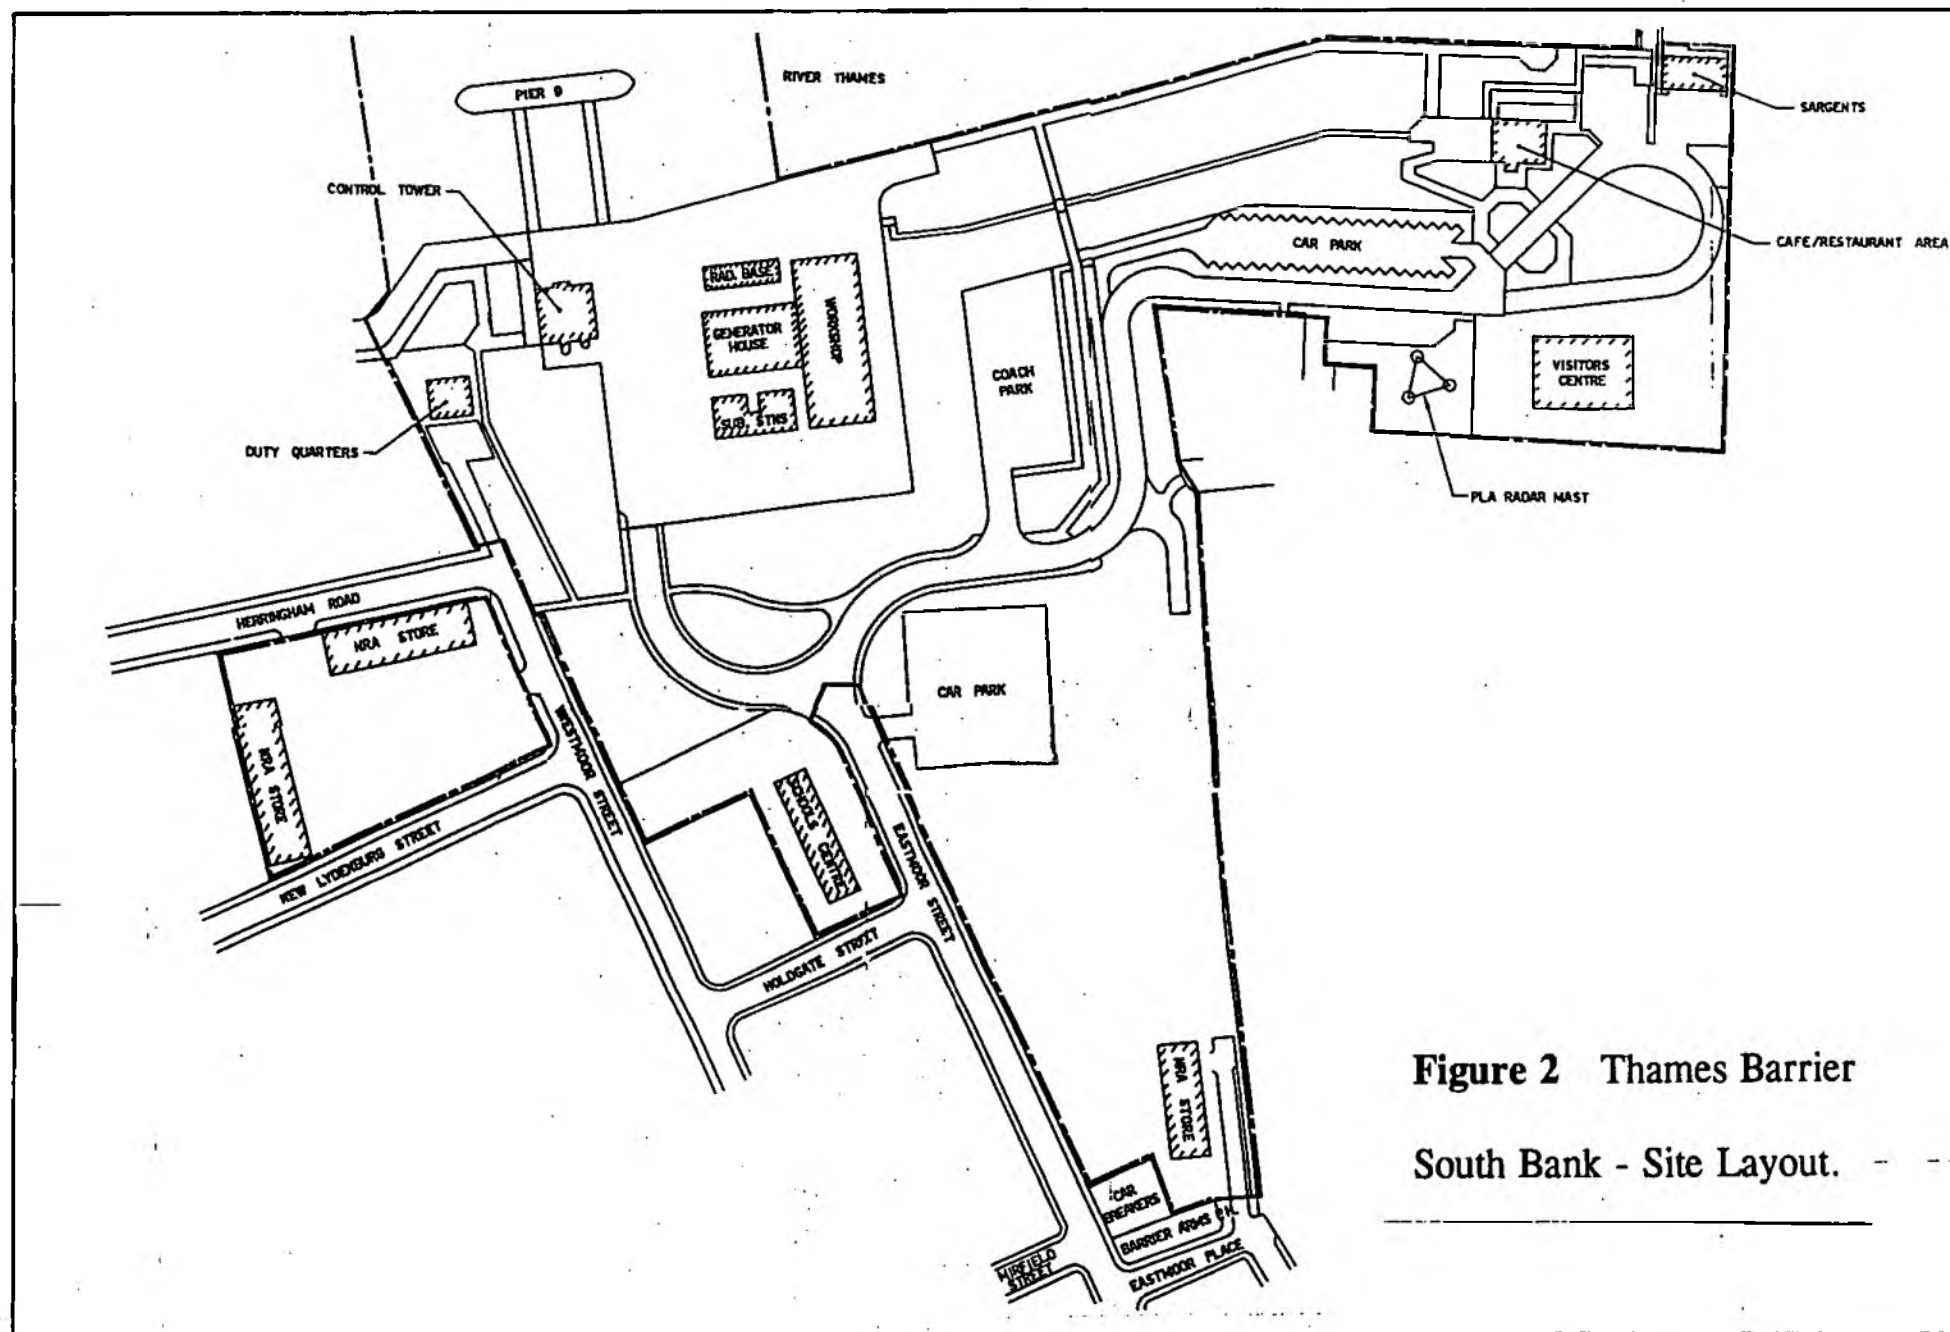 PIER 9
RIVER THAMES
SARGENTS
CONTROL TOWER
CAFE/RESTAURANT AREA
CAR PARK
RAD. BASE
WORKSHOP
GENERATOR
HOUSE
COACH
PARK
VISITORS
CENTRE
SUB. STNS
DUTY QUARTERS
PLA RADAR MAST
HERRINGHAM ROAD
NRA STORE
CAR PARK
WESTMOOR STREET
NRA STORE
SCHOOLS CENTRE
EASTMOOR STREET
NEW LYDENBURG STREET
HOLDGATE STREET
NRA STORE
Figure 2 Thames Barrier
South Bank - Site Layout.
CAR
BREAKERS
BARRIER ARMS
MIRFIELD
STREET
EASTMOOR PLACE